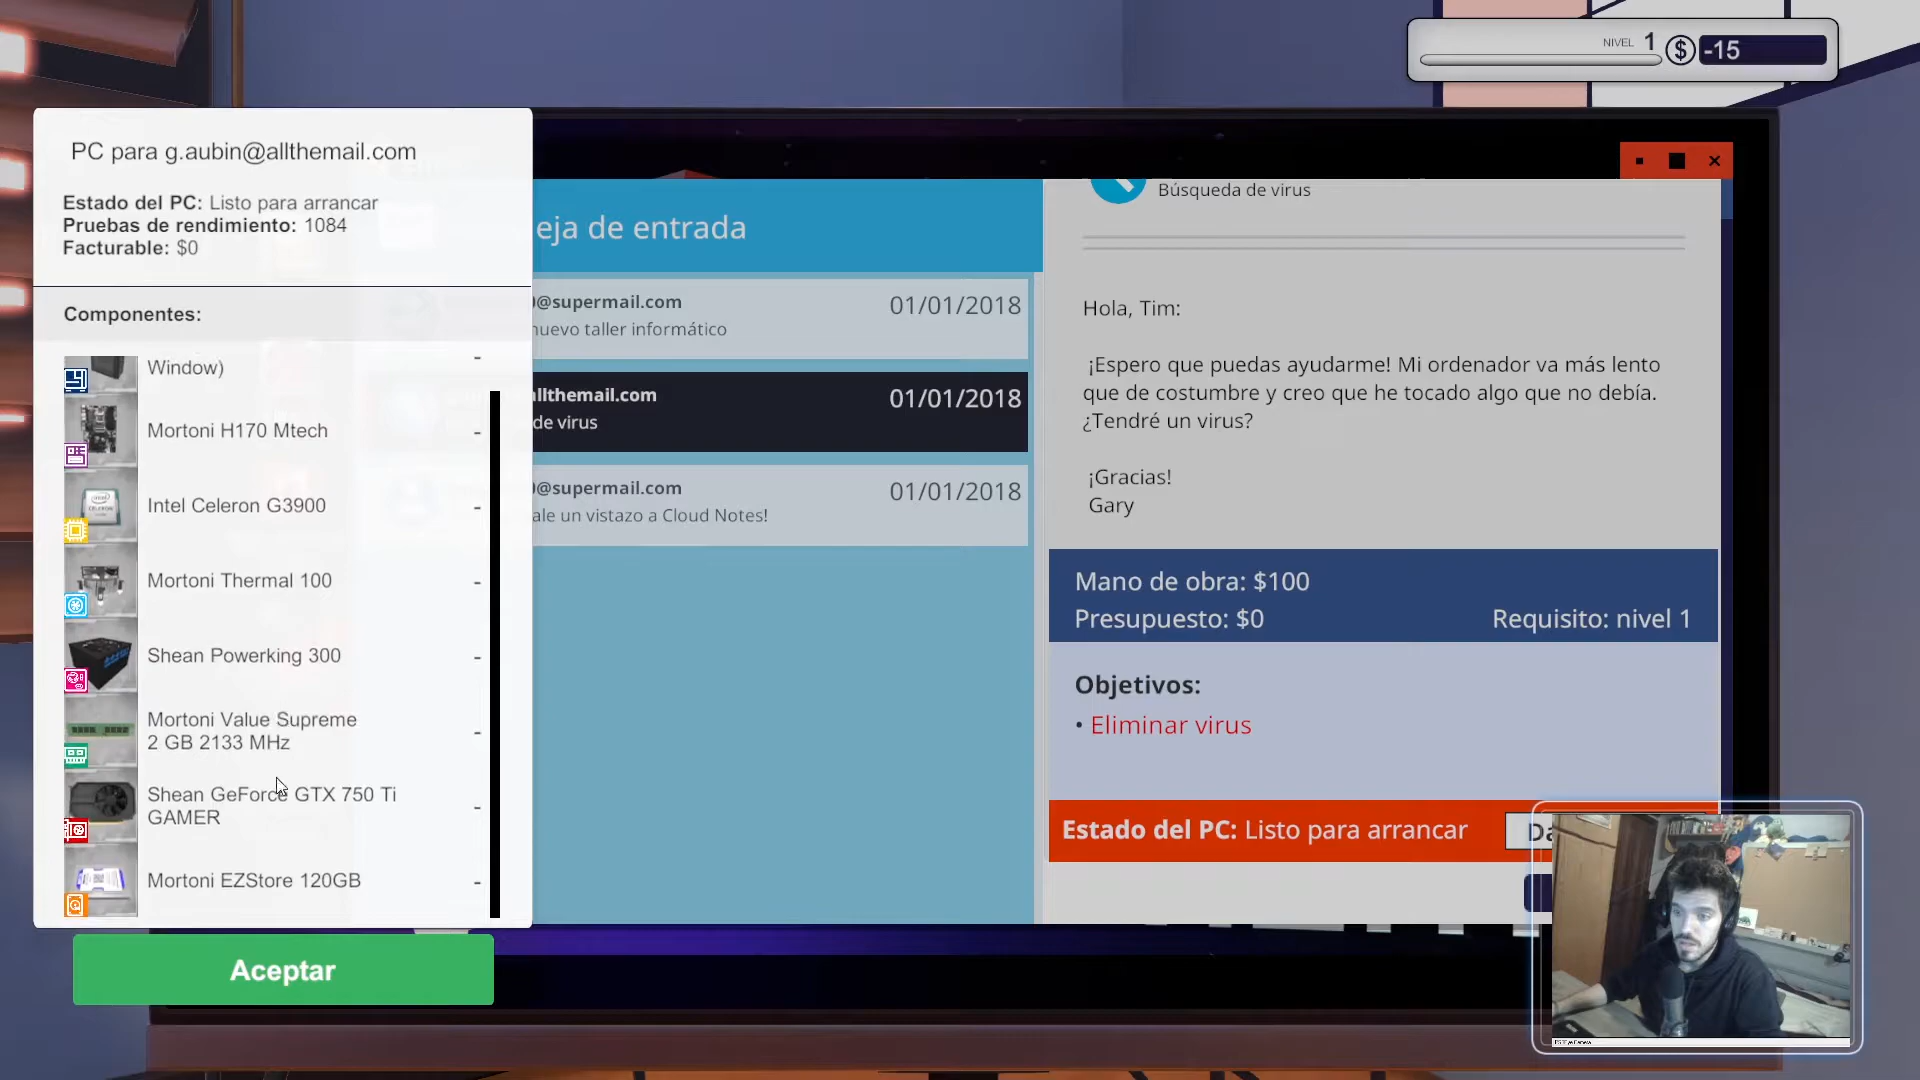 NIVEL 1 $ -15
PC para g.aubin@allthemail.com
Estado del PC: Listo para arrancar
Pruebas de rendimiento: 1084
Facturable: $0
Componentes:
Window) -
Mortoni H170 Mtech -
Intel Celeron G3900 -
Mortoni Thermal 100 -
Shean Powerking 300 -
Mortoni Value Supreme
2 GB 2133 MHz -
Shean GeForce GTX 750 Ti
GAMER -
Mortoni EZStore 120GB -
Aceptar
eja de entrada
@supermail.com 01/01/2018
nuevo taller informático
allthemail.com 01/01/2018
de virus
@supermail.com 01/01/2018
ale un vistazo a Cloud Notes!
Búsqueda de virus
Hola, Tim:
¡Espero que puedas ayudarme! Mi ordenador va más lento
que de costumbre y creo que he tocado algo que no debía.
¿Tendré un virus?
¡Gracias!
Gary
Mano de obra: $100
Presupuesto: $0 Requisito: nivel 1
Objetivos:
• Eliminar virus
Estado del PC: Listo para arrancar